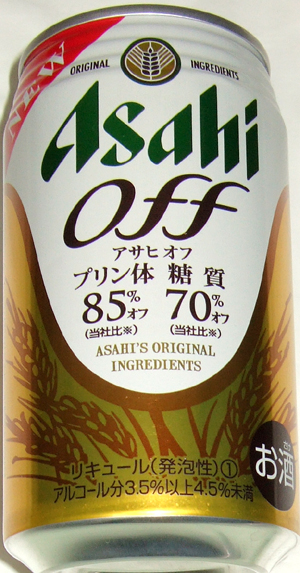 NEW
ORIGINAL INGREDIENTS
Asahi
Off
アサヒオフ
プリン体 糖質
85%オフ 70%オフ
(当社比※) (当社比※)
ASAHI'S ORIGINAL
INGREDIENTS
リキュール(発泡性)①
アルコール分3.5%以上4.5%未満
お酒